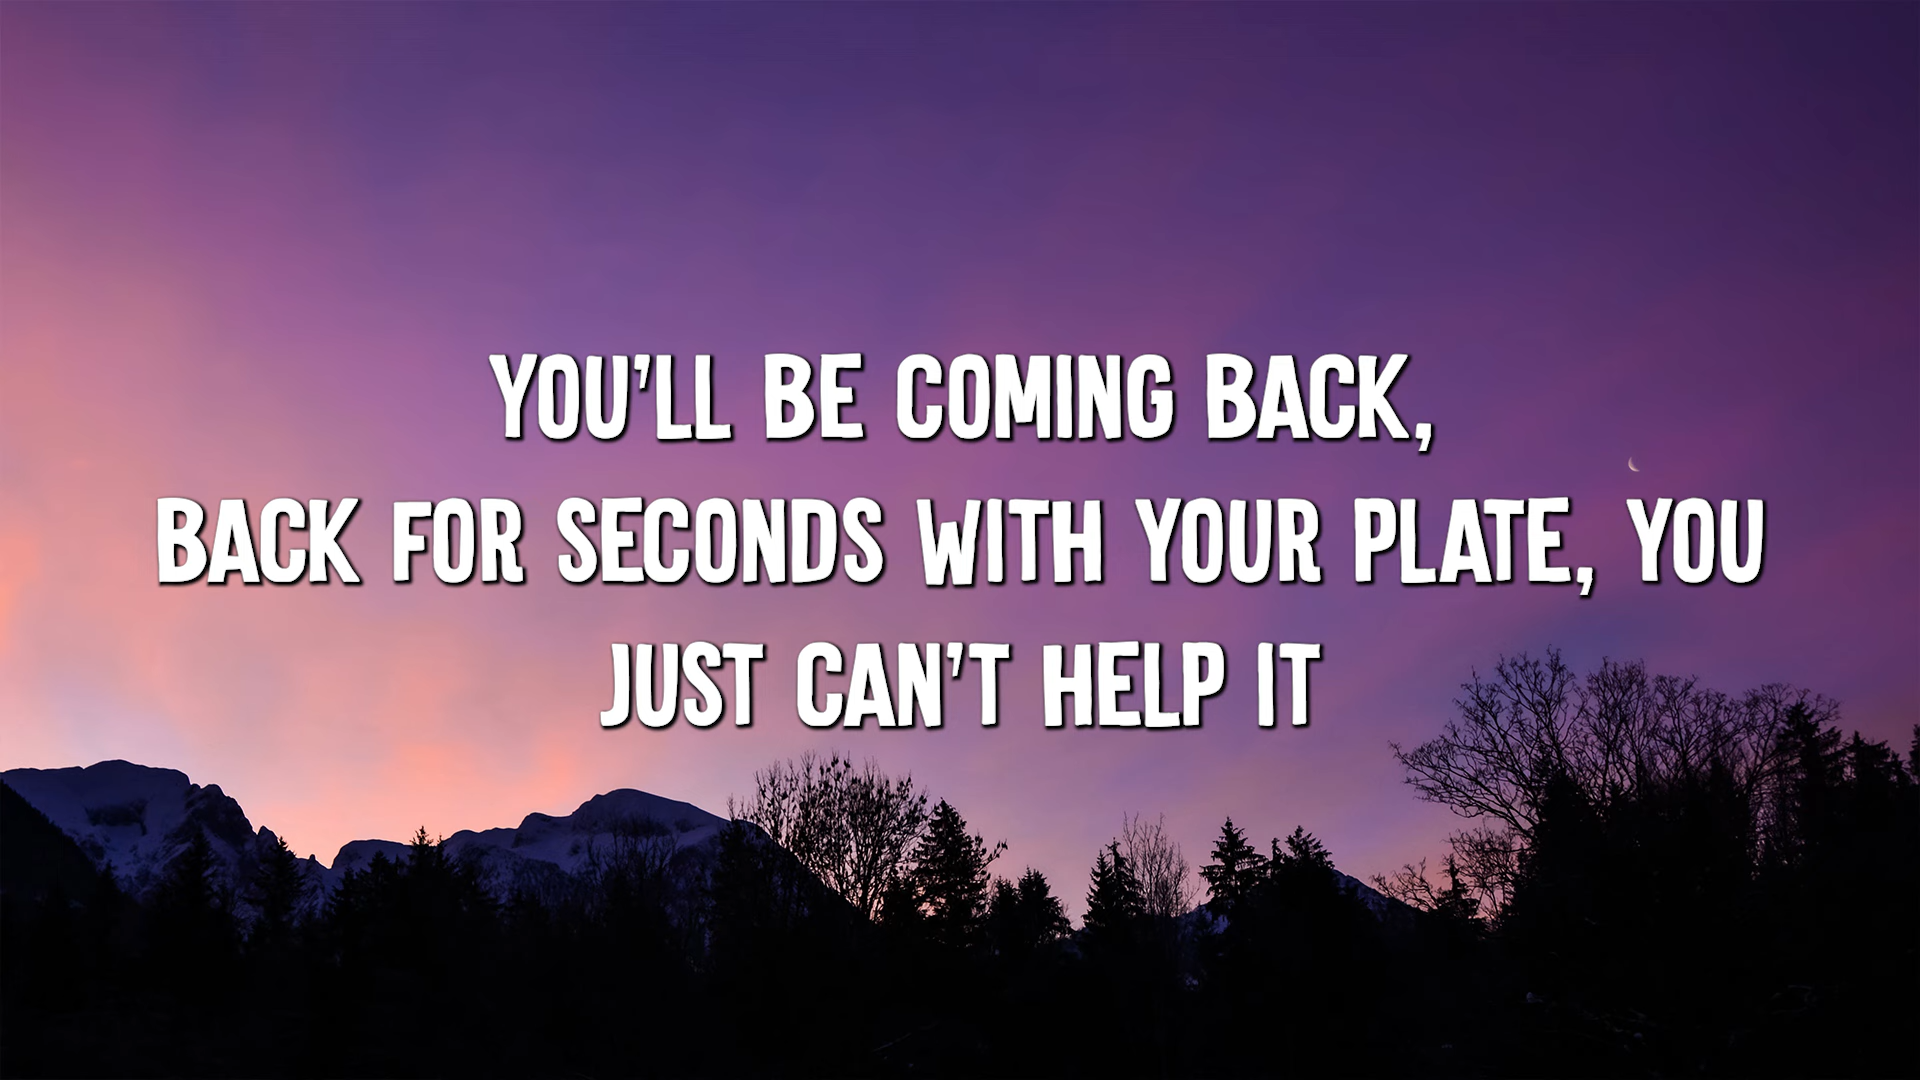 YOU'LL BE COMING BACK,
BACK FOR SECONDS WITH YOUR PLATE, YOU
JUST CAN'T HELP IT